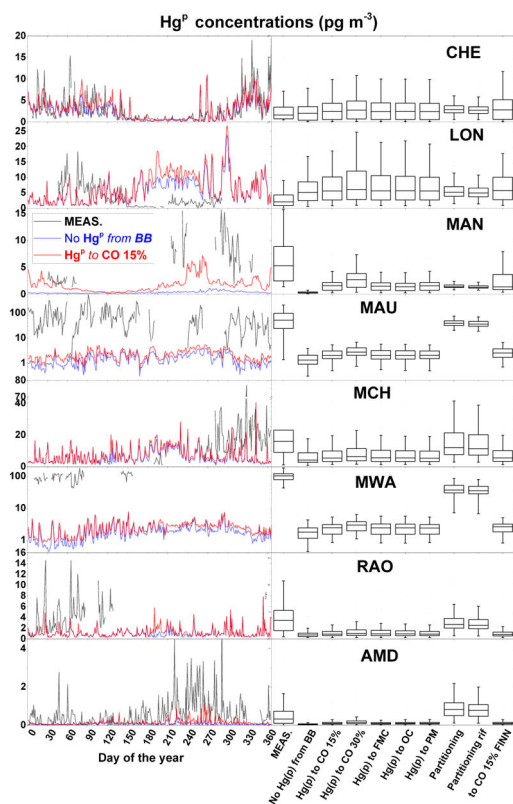 Hgᵖ concentrations (pg m⁻³)
20
15
10
5
0
CHE
25
20
15
10
5
0
LON
15
10
5
0
MEAS.
No Hgᵖ from BB
Hgᵖ to CO 15%
MAN
100
10
1
MAU
80
70
20
10
0
MCH
100
10
1
MWA
16
14
12
10
8
6
4
2
0
RAO
4
2
0
AMD
0 30 60 90 120 150 180 210 240 270 300 330 360
Day of the year
MEAS.
No Hg(p) from BB
Hg(p) to CO 15%
Hg(p) to CO 30%
Hg(p) to FMC
Hg(p) to OC
Hg(p) to PM
Partitioning
Partitioning rif
to CO 15% FINN